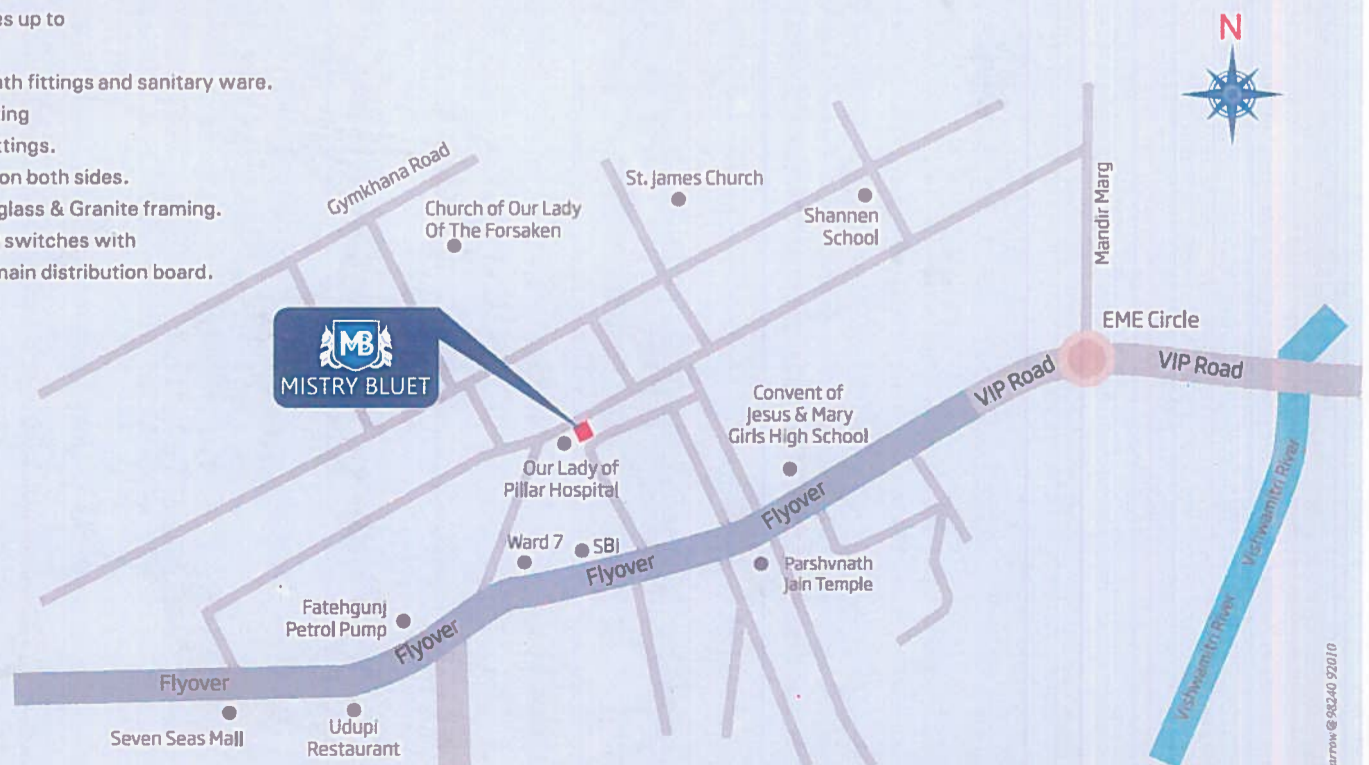 es up to
ath fittings and sanitary ware.
ing
ttings.
on both sides.
glass & Granite framing.
switches with
main distribution board.
N
Gymkhana Road
Church of Our Lady
Of The Forsaken
St. James Church
Shannen
School
Mandir Marg
MB
MISTRY BLUET
EME Circle
VIP Road
VIP Road
Convent of
Jesus & Mary
Girls High School
Our Lady of
Pillar Hospital
Flyover
Vishwamitri River
Ward 7
SBI
Flyover
Parshvnath
Jain Temple
Fatehgunj
Petrol Pump
Flyover
Vishwamitri River
Flyover
Seven Seas Mall
Udupi
Restaurant
arrow @ 98240 92010